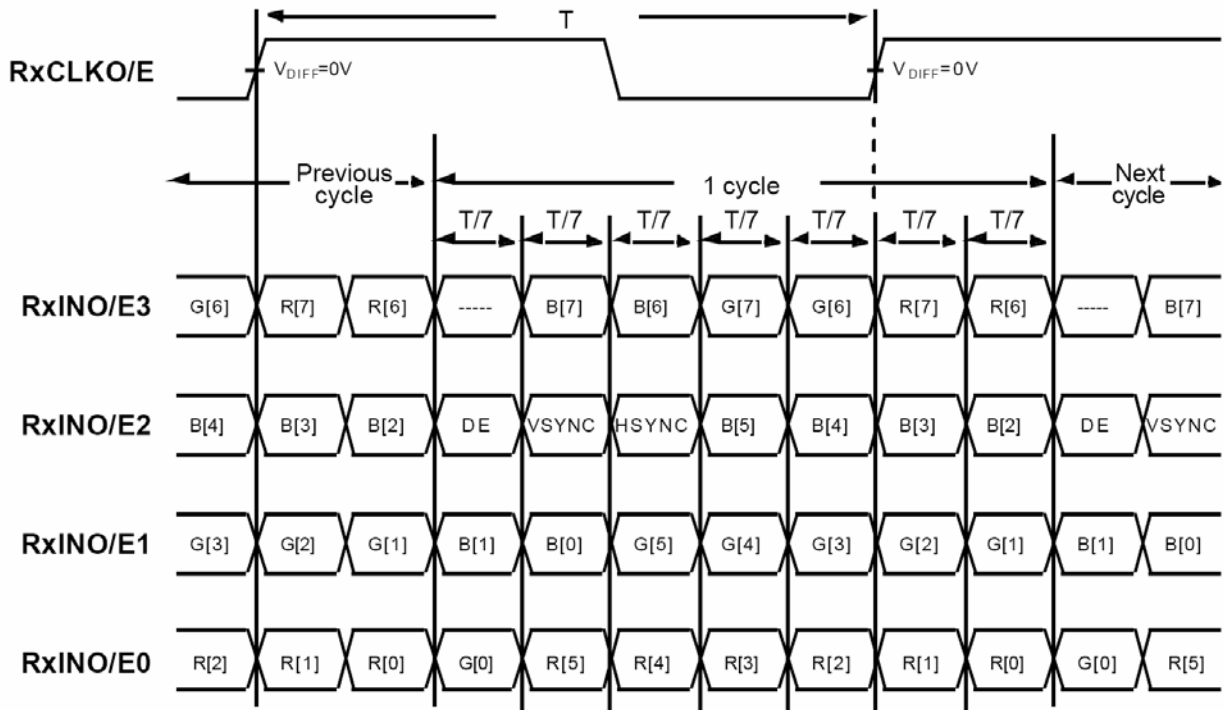 T
RxCLKO/E
VDIFF=0V
VDIFF=0V
Previous cycle
1 cycle
Next cycle
T/7 T/7 T/7 T/7 T/7 T/7 T/7
RxINO/E3 G[6] R[7] R[6] ----- B[7] B[6] G[7] G[6] R[7] R[6] ----- B[7]
RxINO/E2 B[4] B[3] B[2] DE VSYNC HSYNC B[5] B[4] B[3] B[2] DE VSYNC
RxINO/E1 G[3] G[2] G[1] B[1] B[0] G[5] G[4] G[3] G[2] G[1] B[1] B[0]
RxINO/E0 R[2] R[1] R[0] G[0] R[5] R[4] R[3] R[2] R[1] R[0] G[0] R[5]